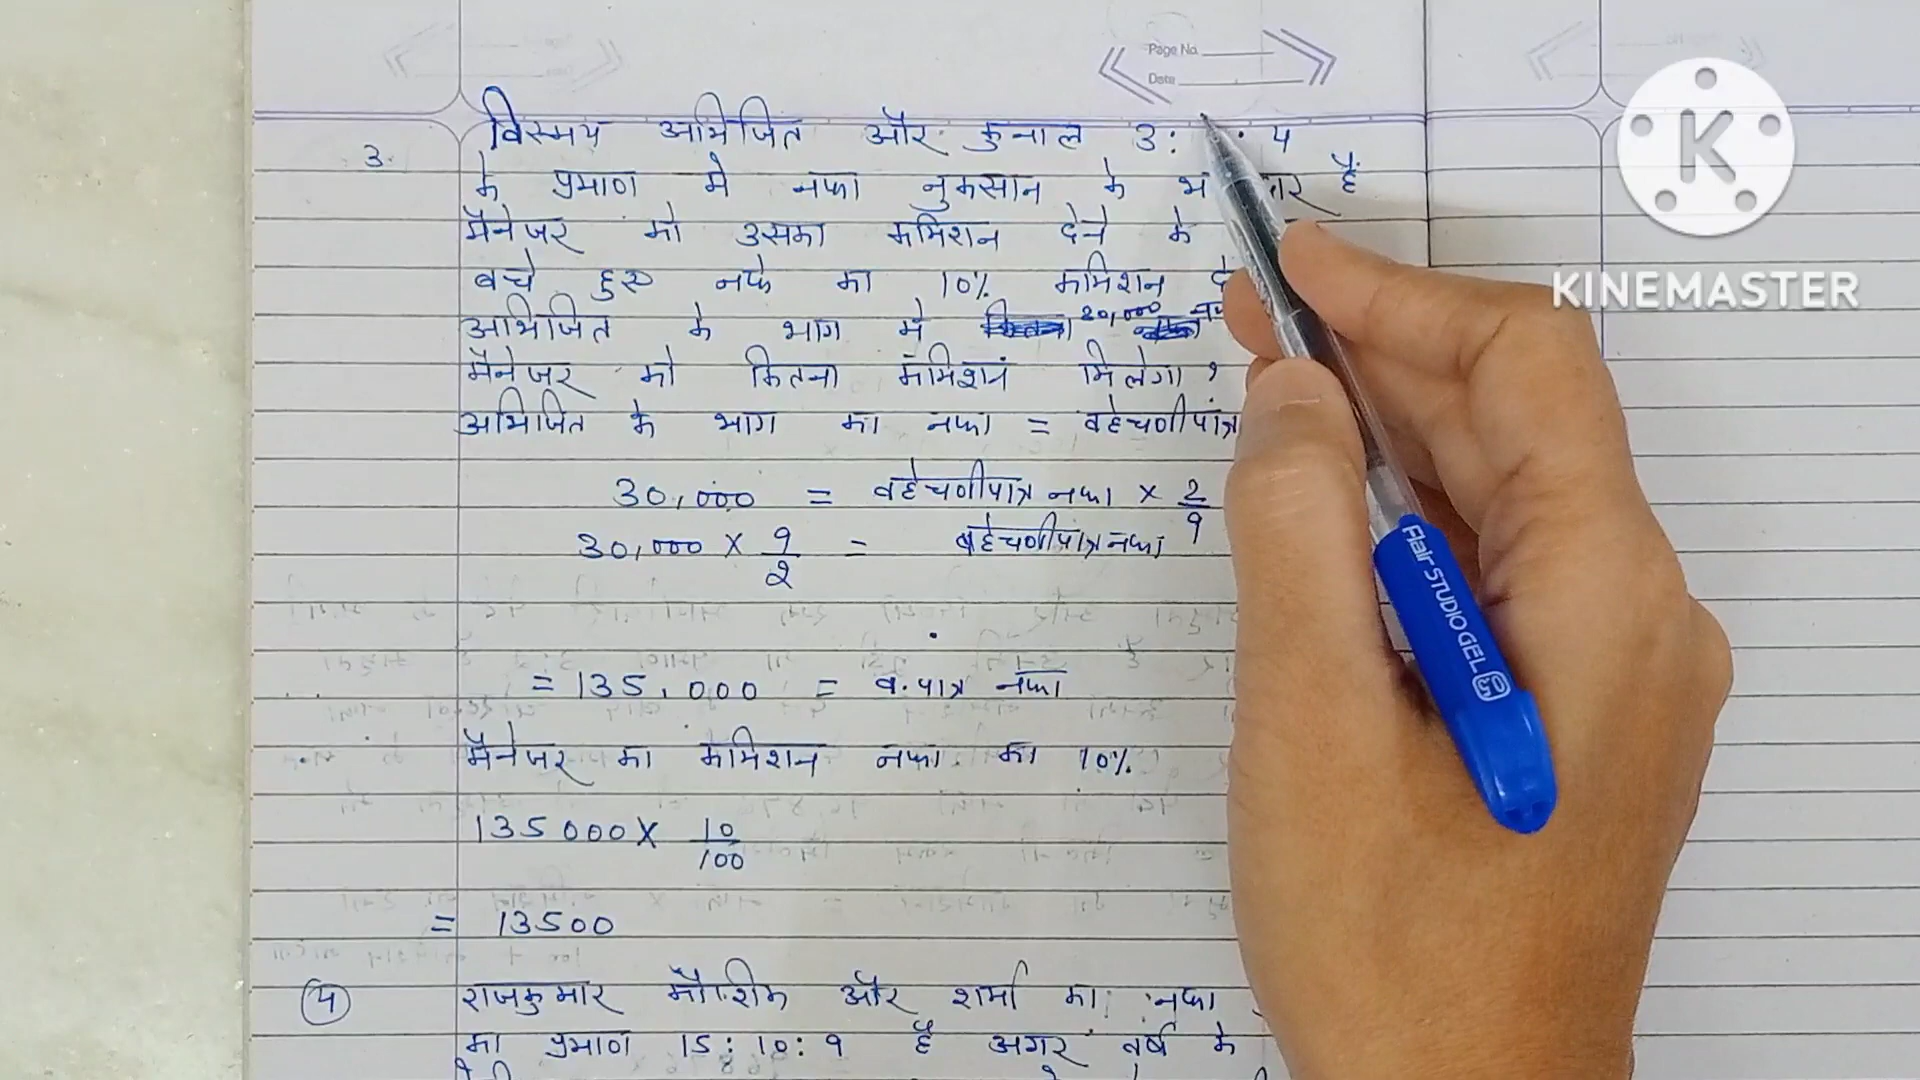 Page No.
Date
3. विस्मय अभिजित और कुनाल 3: : 4
के प्रमाण मे नफा नुकसान के है
मॅनेजर को उसका कमिशन देने के
बचे हुए नफे का 10% कमिशन
अभिजित के भाग मे 30,000
मॅनेजर को कितना कमिशन मिलेगा ?
अभिजित के भाग का नफा = वहेचणीपात्र
30,000 = वहेचणीपात्र नफा × 2/9
30,000 × 9/2 = वहेचणीपात्र नफा
= 135,000 = व.पात्र नफा
मॅनेजर का कमिशन नफा का 10%
135000 × 10/100
= 13500
4 राजकुमार कौशिक और शर्मा का नफा
का प्रमाण 15:10:9 है अगर वर्ष के
K
KINEMASTER
Flair STUDIO GEL